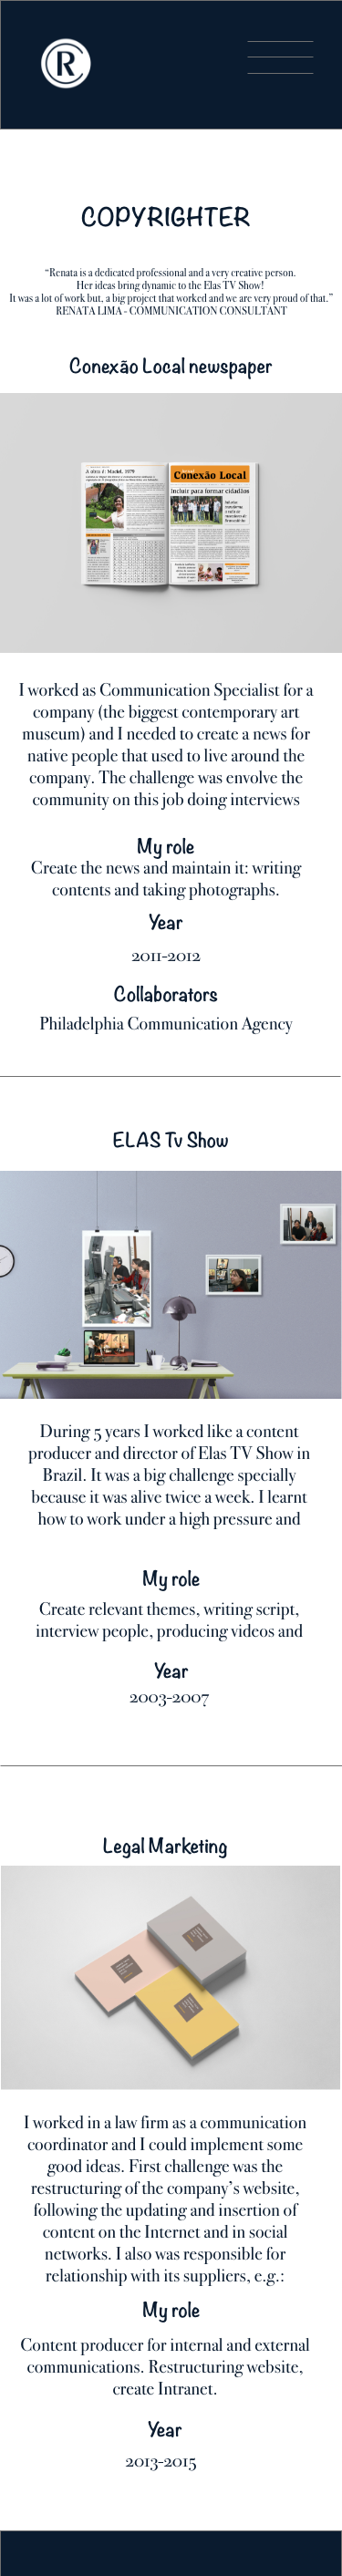 R
COPYRIGHTER
“Renata is a dedicated professional and a very creative person.
Her ideas bring dynamic to the Elas TV Show!
It was a lot of work but, a big project that worked and we are very proud of that.”
RENATA LIMA - COMMUNICATION CONSULTANT
Conexão Local newspaper
Conexão Local
Incluir para formar cidadãos
I worked as Communication Specialist for a
company (the biggest contemporary art
museum) and I needed to create a news for
native people that used to live around the
company. The challenge was envolve the
community on this job doing interviews
My role
Create the news and maintain it: writing
contents and taking photographs.
Year
2011-2012
Collaborators
Philadelphia Communication Agency
ELAS Tv Show
During 5 years I worked like a content
producer and director of Elas TV Show in
Brazil. It was a big challenge specially
because it was alive twice a week. I learnt
how to work under a high pressure and
My role
Create relevant themes, writing script,
interview people, producing videos and
Year
2003-2007
Legal Marketing
I worked in a law firm as a communication
coordinator and I could implement some
good ideas. First challenge was the
restructuring of the company’s website,
following the updating and insertion of
content on the Internet and in social
networks. I also was responsible for
relationship with its suppliers, e.g.:
My role
Content producer for internal and external
communications. Restructuring website,
create Intranet.
Year
2013-2015